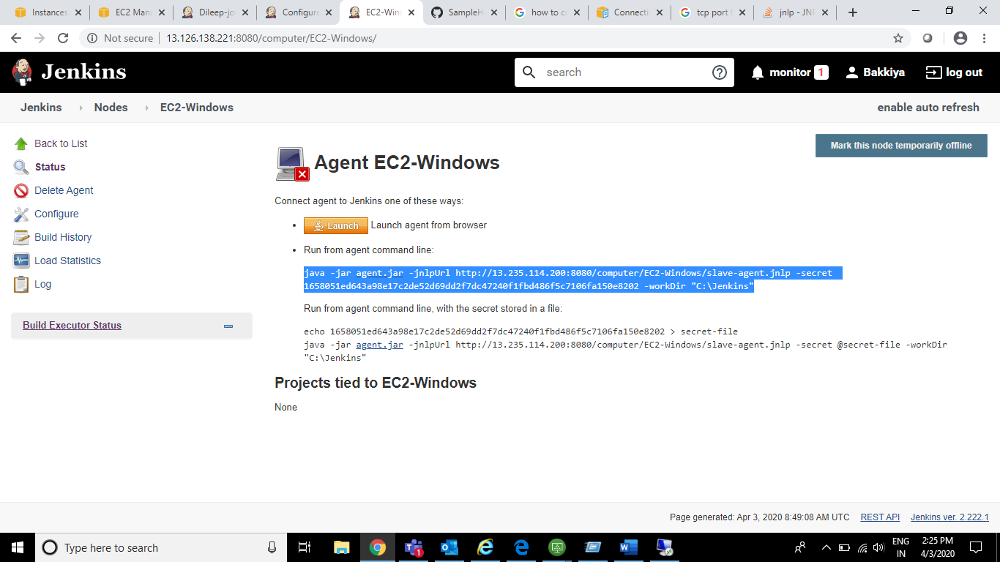 Instances
EC2 Mana
Dileep-jo
Configure
EC2-Wind
SampleH
how to co
Connecti
tcp port f
jnlp - JNP
Not secure
13.126.138.221:8080/computer/EC2-Windows/
Jenkins
search
monitor 1
Bakkiya
log out
Jenkins
Nodes
EC2-Windows
enable auto refresh
Back to List
Status
Delete Agent
Configure
Build History
Load Statistics
Log
Build Executor Status
Mark this node temporarily offline
Agent EC2-Windows
Connect agent to Jenkins one of these ways:
Launch Launch agent from browser
Run from agent command line:
java -jar agent.jar -jnlpUrl http://13.235.114.200:8080/computer/EC2-Windows/slave-agent.jnlp -secret
1658051ed643a98e17c2de52d69dd2f7dc47240f1fbd486f5c7106fa150e8202 -workDir "C:\Jenkins"
Run from agent command line, with the secret stored in a file:
echo 1658051ed643a98e17c2de52d69dd2f7dc47240f1fbd486f5c7106fa150e8202 > secret-file
java -jar agent.jar -jnlpUrl http://13.235.114.200:8080/computer/EC2-Windows/slave-agent.jnlp -secret @secret-file -workDir
"C:\Jenkins"
Projects tied to EC2-Windows
None
Page generated: Apr 3, 2020 8:49:08 AM UTC
REST API
Jenkins ver. 2.222.1
Type here to search
1
ENG
IN
2:25 PM
4/3/2020